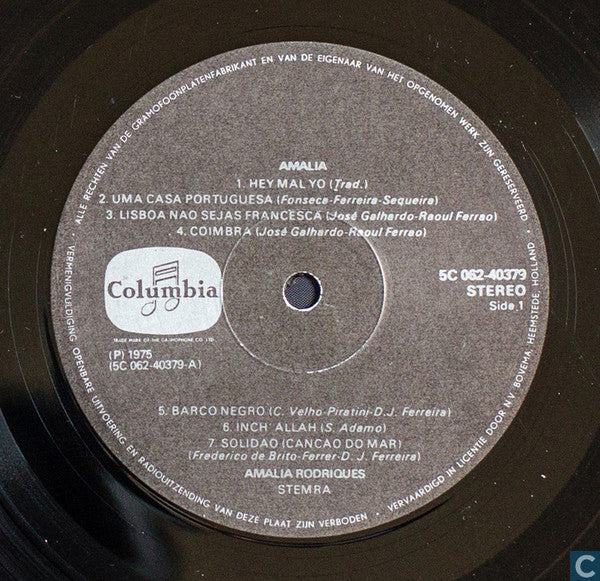 ALLE RECHTEN VAN DE GRAMOFOONPLATENFABRIKANT EN VAN DE EIGENAAR VAN HET OPGENOMEN WERK ZIJN GERESERVEERD
AMALIA
1. HEY MAL YO (Trad.)
2. UMA CASA PORTUGUESA (Fonseca-Ferreira-Sequeira)
3. LISBOA NAO SEJAS FRANCESCA (José Galhardo-Raoul Ferrao)
4. COIMBRA (José Galhardo-Raoul Ferrao)
Columbia
TRADE MARK OF THE GRAMOPHONE CO. LTD.
(P) 1975
(5C 062-40379-A)
5C 062-40379
STEREO
Side 1
5. BARCO NEGRO (C. Velho-Piratini-D.J. Ferreira)
6. INCH' ALLAH (S. Adamo)
7. SOLIDAO (CANCAO DO MAR)
(Frederico de Brito-Ferrer-D. J. Ferreira)
AMALIA RODRIQUES
STEMRA
VERMENIGVULDIGING OPENBARE UITVOERING EN RADIOUITZENDING VAN DEZE PLAAT ZIJN VERBODEN • VERVAARDIGD IN LICENTIE DOOR N.V. BOVEMA, HEEMSTEDE, HOLLAND
C